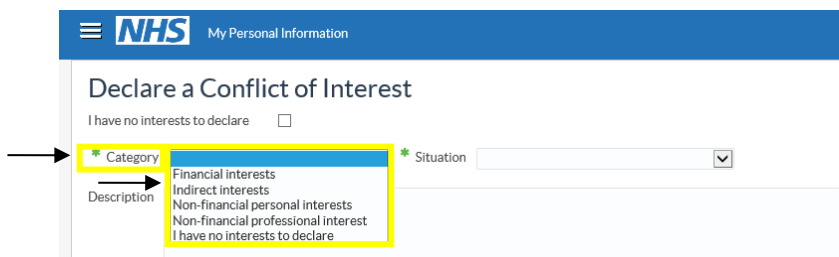 NHS My Personal Information
Declare a Conflict of Interest
I have no interests to declare
* Category
* Situation
Financial interests
Indirect interests
Non-financial personal interests
Non-financial professional interest
I have no interests to declare
Description